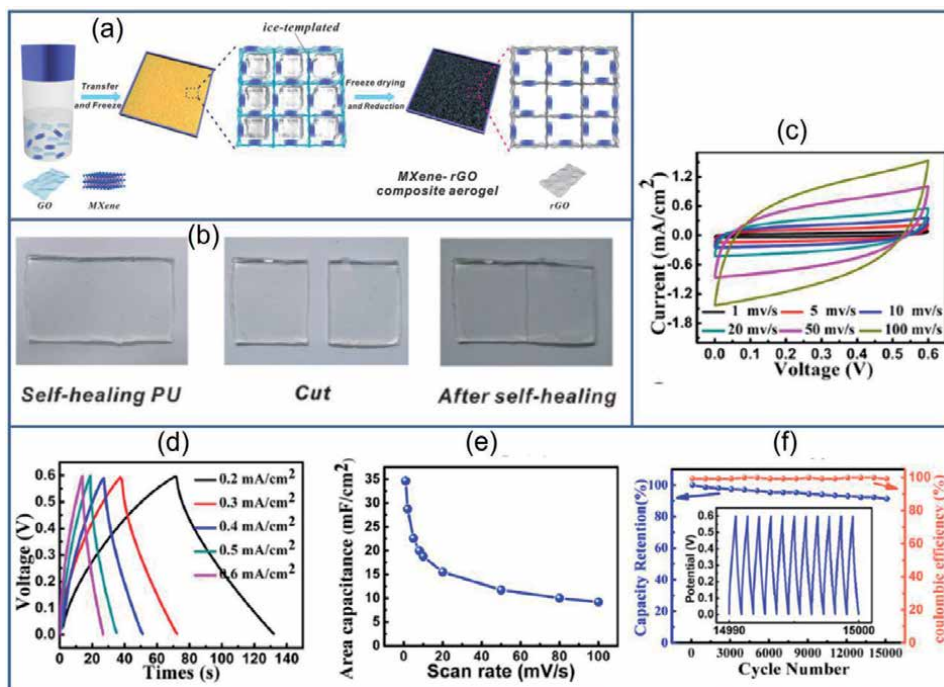 (a)
ice-templated
Transfer
and Freeze
Freeze drying
and Reduction
GO
MXene
MXene- rGO
composite aerogel
rGO
(b)
Self-healing PU
Cut
After self-healing
(c)
Current (mA/cm²)
1.2
0.6
0.0
-0.6
-1.2
-1.8
1 mv/s 5 mv/s 10 mv/s
20 mv/s 50 mv/s 100 mv/s
0.0 0.1 0.2 0.3 0.4 0.5 0.6
Voltage (V)
(d)
Voltage (V)
0.6
0.5
0.4
0.3
0.2
0.1
0.0
0.2 mA/cm²
0.3 mA/cm²
0.4 mA/cm²
0.5 mA/cm²
0.6 mA/cm²
0 20 40 60 80 100 120 140
Times (s)
(e)
Area capacitance (mF/cm²)
35
30
25
20
15
10
5
0
0 20 40 60 80 100
Scan rate (mV/s)
(f)
Capacity Retention(%)
100
80
60
40
20
0
Potential (V)
0.6
0.5
0.4
0.3
0.2
0.1
0.0
14990 15000
0 3000 6000 9000 12000 15000
Cycle Number
100
80
60
40
20
0
coulombic efficiency (%)